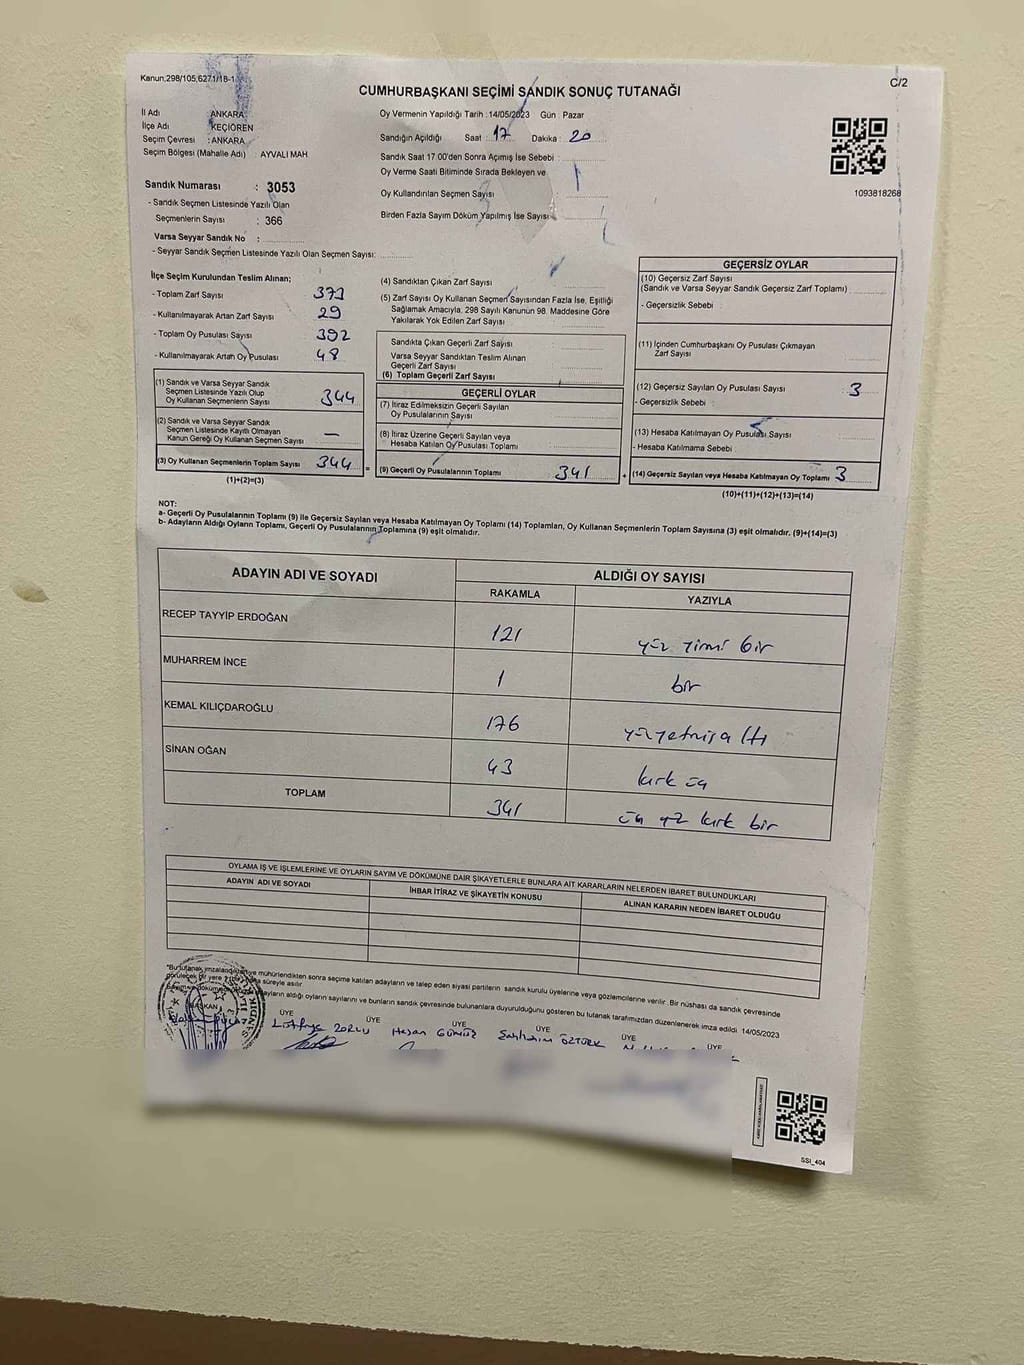 Kanun;298/105,627.1/18-1
C/2
CUMHURBAŞKANI SEÇİMİ SANDIK SONUÇ TUTANAĞI
İl Adı ANKARA
İlçe Adı KEÇİÖREN
Seçim Çevresi : ANKARA
Seçim Bölgesi (Mahalle Adı) : AYVALI MAH
Sandık Numarası : 3053
- Sandık Seçmen Listesinde Yazılı Olan
Seçmenlerin Sayısı : 366
Varsa Seyyar Sandık No :
- Seyyar Sandık Seçmen Listesinde Yazılı Olan Seçmen Sayısı:
Oy Vermenin Yapıldığı Tarih :14/05/2023 Gün : Pazar
Sandığın Açıldığı Saat : 17 Dakika : 20
Sandık Saat 17.00'den Sonra Açımış İse Sebebi :
Oy Verme Saati Bitiminde Sırada Bekleyen ve
Oy Kullandırılan Seçmen Sayısı
Birden Fazla Sayım Döküm Yapılmış İse Sayısı
1093818268
İlçe Seçim Kurulundan Teslim Alınan;
- Toplam Zarf Sayısı 373
- Kullanılmayarak Artan Zarf Sayısı 29
- Toplam Oy Pusulası Sayısı 392
- Kullanılmayarak Artan Oy Pusulası 48
(1) Sandık ve Varsa Seyyar Sandık
Seçmen Listesinde Yazılı Olup
Oy Kullanan Seçmenlerin Sayısı 344
(2) Sandık ve Varsa Seyyar Sandık
Seçmen Listesinde Kayıtlı Olmayan
Kanun Gereği Oy Kullanan Seçmen Sayısı —
(3) Oy Kullanan Seçmenlerin Toplam Sayısı 344 =
(1)+(2)=(3)
(4) Sandıktan Çıkan Zarf Sayısı
(5) Zarf Sayısı Oy Kullanan Seçmen Sayısından Fazla İse, Eşitliği
Sağlamak Amacıyla, 298 Sayılı Kanunun 98. Maddesine Göre
Yakılarak Yok Edilen Zarf Sayısı
Sandıkta Çıkan Geçerli Zarf Sayısı
Varsa Seyyar Sandıktan Teslim Alınan
Geçerli Zarf Sayısı
(6) Toplam Geçerli Zarf Sayısı
GEÇERLİ OYLAR
(7) İtiraz Edilmeksizin Geçerli Sayılan
Oy Pusulalarının Sayısı
(8) İtiraz Üzerine Geçerli Sayılan veya
Hesaba Katılan Oy Pusulası Toplamı
(9) Geçerli Oy Pusulalarının Toplamı 341 +
GEÇERSİZ OYLAR
(10) Geçersiz Zarf Sayısı
(Sandık ve Varsa Seyyar Sandık Geçersiz Zarf Toplamı)
- Geçersizlik Sebebi :
(11) İçinden Cumhurbaşkanı Oy Pusulası Çıkmayan
Zarf Sayısı
(12) Geçersiz Sayılan Oy Pusulası Sayısı 3
- Geçersizlik Sebebi :
(13) Hesaba Katılmayan Oy Pusulası Sayısı
- Hesaba Katılmama Sebebi :
(14) Geçersiz Sayılan veya Hesaba Katılmayan Oy Toplamı 3
(10)+(11)+(12)+(13)=(14)
NOT:
a- Geçerli Oy Pusulalarının Toplamı (9) ile Geçersiz Sayılan veya Hesaba Katılmayan Oy Toplamı (14) Toplamları, Oy Kullanan Seçmenlerin Toplam Sayısına (3) eşit olmalıdır. (9)+(14)=(3)
b- Adayların Aldığı Oyların Toplamı, Geçerli Oy Pusulalarının Toplamına (9) eşit olmalıdır.
ADAYIN ADI VE SOYADI ALDIĞI OY SAYISI
RAKAMLA YAZIYLA
RECEP TAYYİP ERDOĞAN 121 yüz yirmi bir
MUHARREM İNCE 1 bir
KEMAL KILIÇDAROĞLU 176 yüzyetmişaltı
SİNAN OĞAN 43 kırk üç
TOPLAM 341 üç yüz kırk bir
OYLAMA İŞ VE İŞLEMLERİNE VE OYLARIN SAYIM VE DÖKÜMÜNE DAİR ŞİKAYETLERLE BUNLARA AİT KARARLARIN NELERDEN İBARET BULUNDUKLARI
ADAYIN ADI VE SOYADI İHBAR İTİRAZ VE ŞİKAYETİN KONUSU ALINAN KARARIN NEDEN İBARET OLDUĞU
"Bu tutanak imzalandıktan ve mühürlendikten sonra seçime katılan adayların ve talep eden siyasi partilerin sandık kurulu üyelerine veya gözlemcilerine verilir. Bir nüshası da sandık çevresinde
görülecek bir yere süreyle asılır.
adayların aldığı oyların sayılarını ve bunların sandık çevresinde bulunanlara duyurulduğunu gösteren bu tutanak tarafımızdan düzenlenerek imza edildi. 14/05/2023
BAŞKAN ÜYE ÜYE ÜYE ÜYE ÜYE
Lütfiye ZORLU Hasan GÜMÜŞ ÖZTÜRK
SSI_404